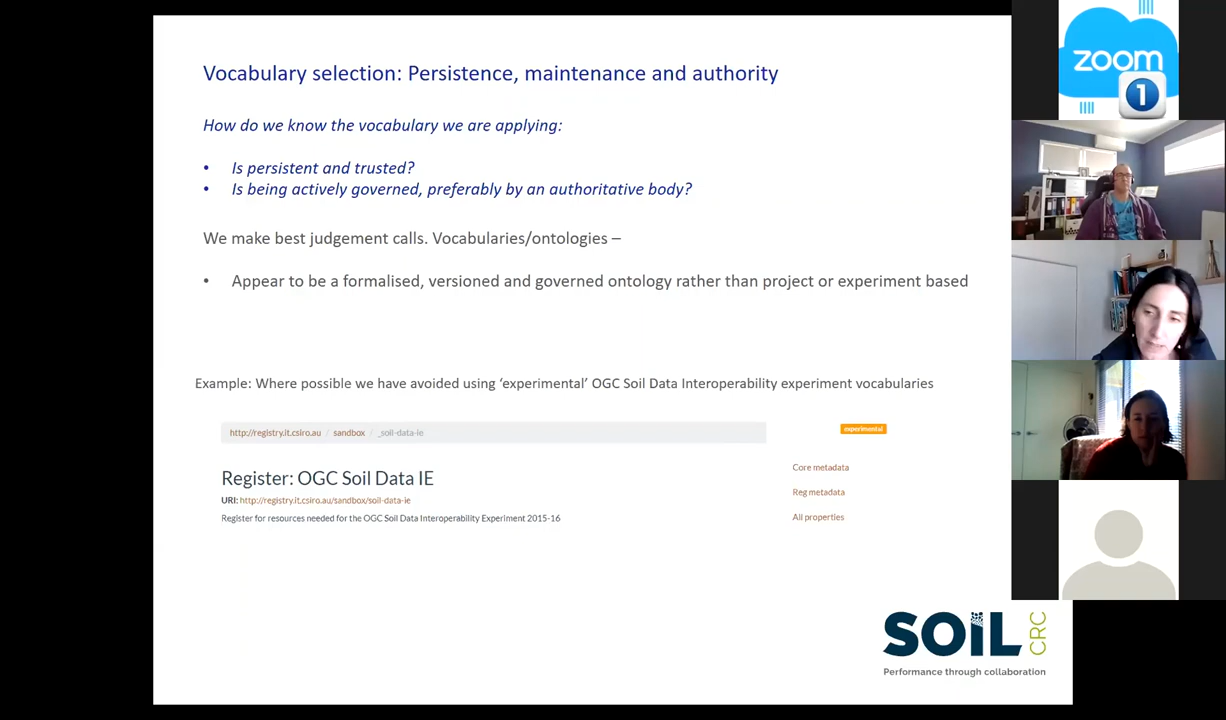 Vocabulary selection: Persistence, maintenance and authority
How do we know the vocabulary we are applying:
• Is persistent and trusted?
• Is being actively governed, preferably by an authoritative body?
We make best judgement calls. Vocabularies/ontologies –
• Appear to be a formalised, versioned and governed ontology rather than project or experiment based
Example: Where possible we have avoided using ‘experimental’ OGC Soil Data Interoperability experiment vocabularies
http://registry.it.csiro.au / sandbox / _soil-data-ie
experimental
Register: OGC Soil Data IE
URI: http://registry.it.csiro.au/sandbox/soil-data-ie
Register for resources needed for the OGC Soil Data Interoperability Experiment 2015-16
Core metadata
Reg metadata
All properties
SOIL CRC
Performance through collaboration
zoom
1